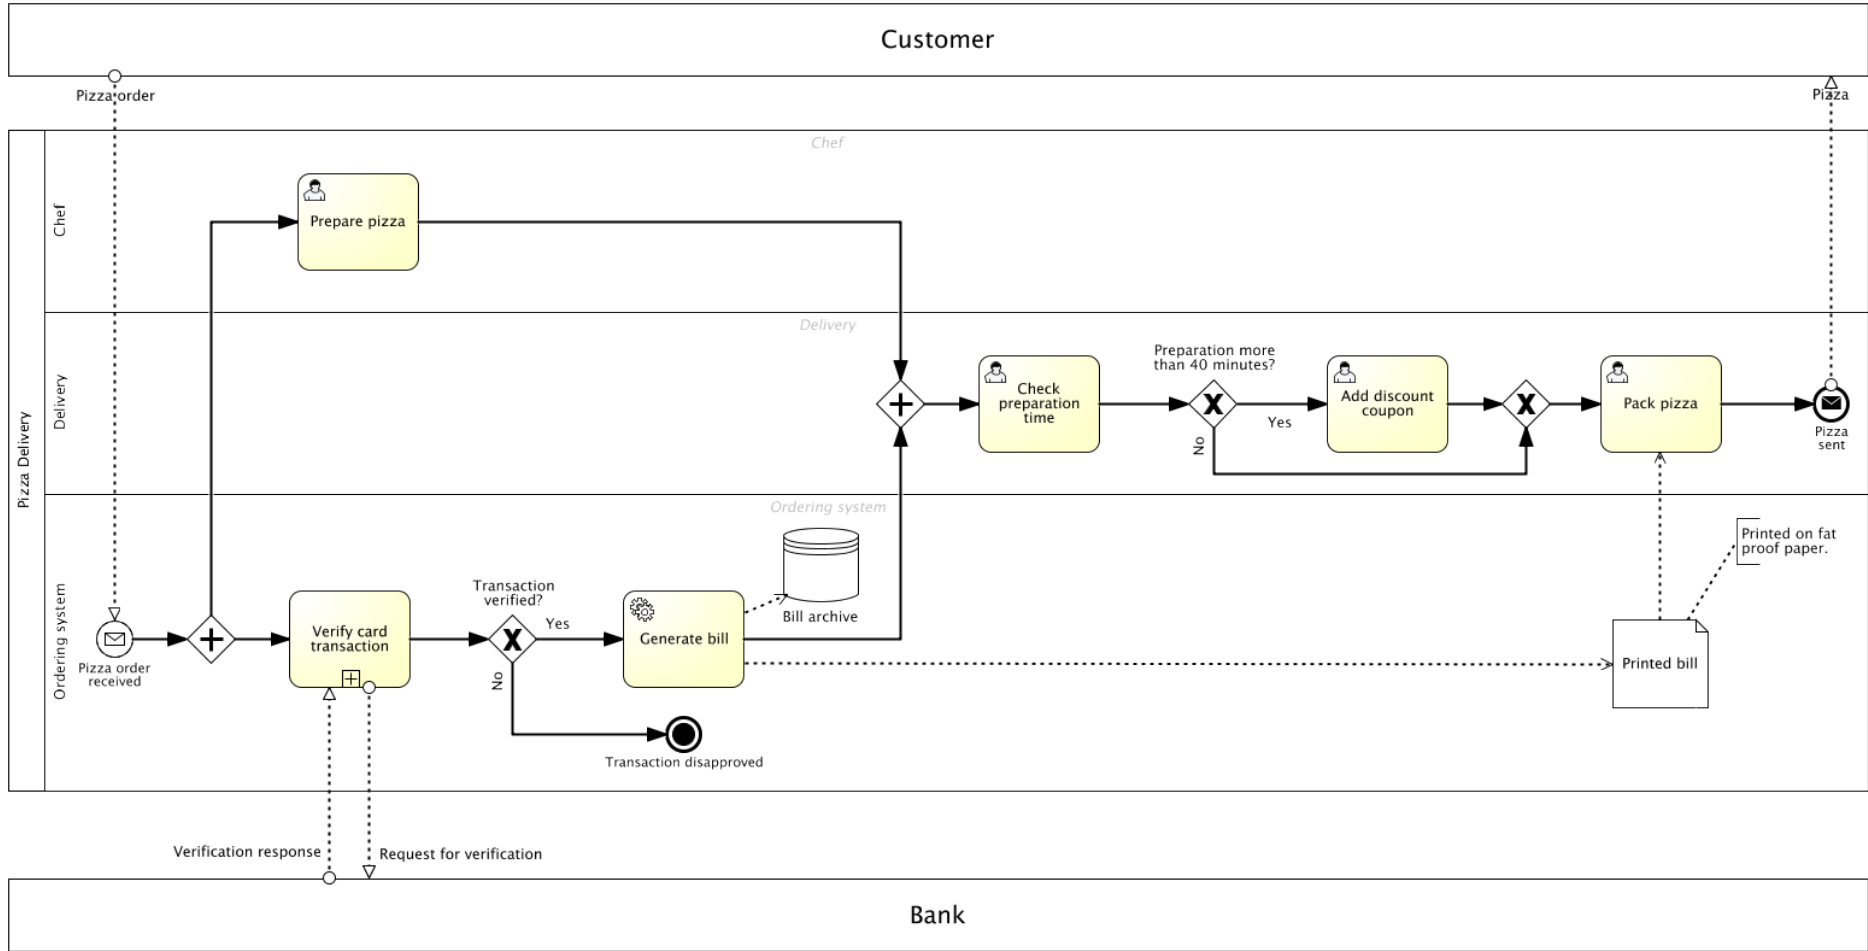 Customer
Pizza order
Pizza
Pizza Delivery
Chef
Chef
Prepare pizza
Delivery
Delivery
Check
preparation
time
Preparation more
than 40 minutes?
Yes
No
Add discount
coupon
Pack pizza
Pizza
sent
Ordering system
Ordering system
Pizza order
received
Verify card
transaction
Transaction
verified?
Yes
No
Generate bill
Bill archive
Transaction disapproved
Printed bill
Printed on fat
proof paper.
Verification response
Request for verification
Bank